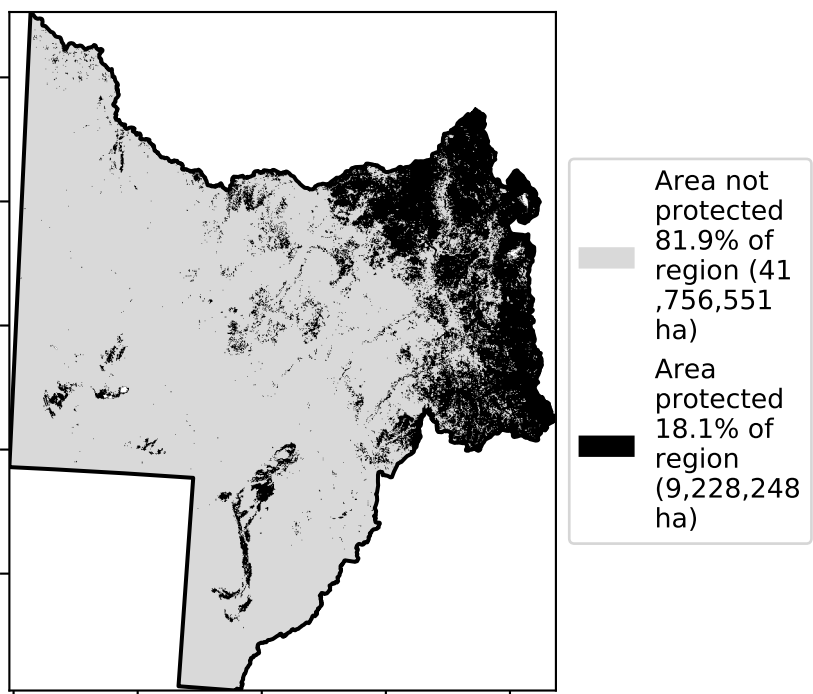 Area not
protected
81.9% of
region (41
,756,551
ha)
Area
protected
18.1% of
region
(9,228,248
ha)